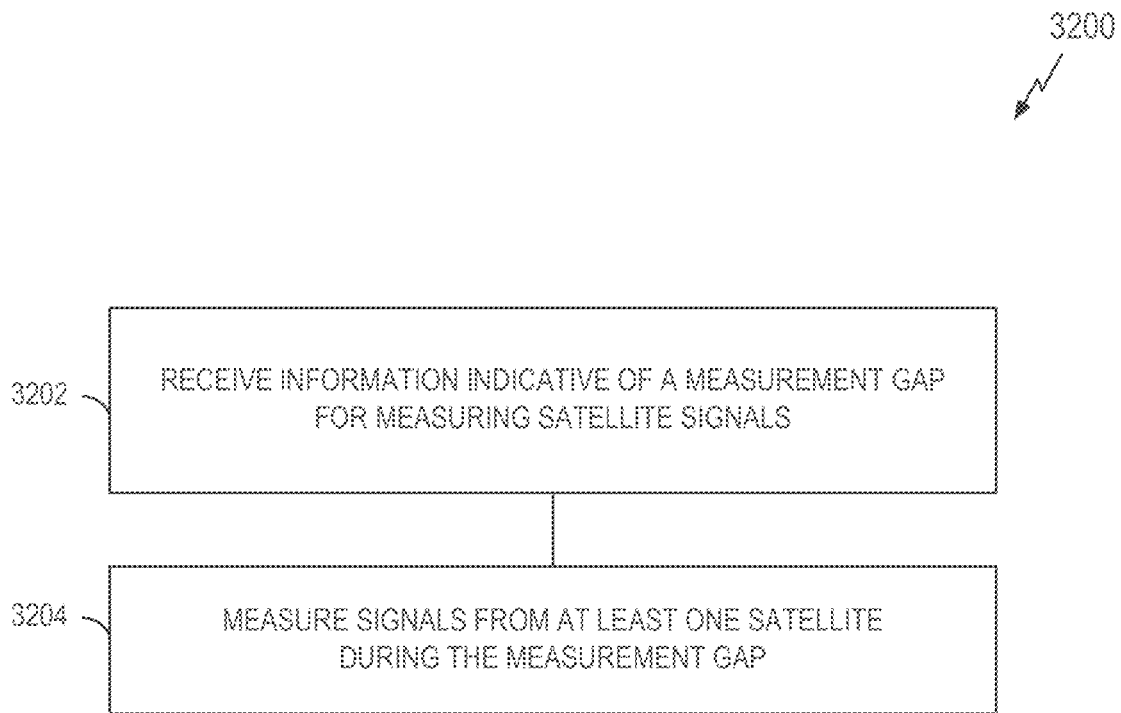 3200
3202
RECEIVE INFORMATION INDICATIVE OF A MEASUREMENT GAP
FOR MEASURING SATELLITE SIGNALS
3204
MEASURE SIGNALS FROM AT LEAST ONE SATELLITE
DURING THE MEASUREMENT GAP